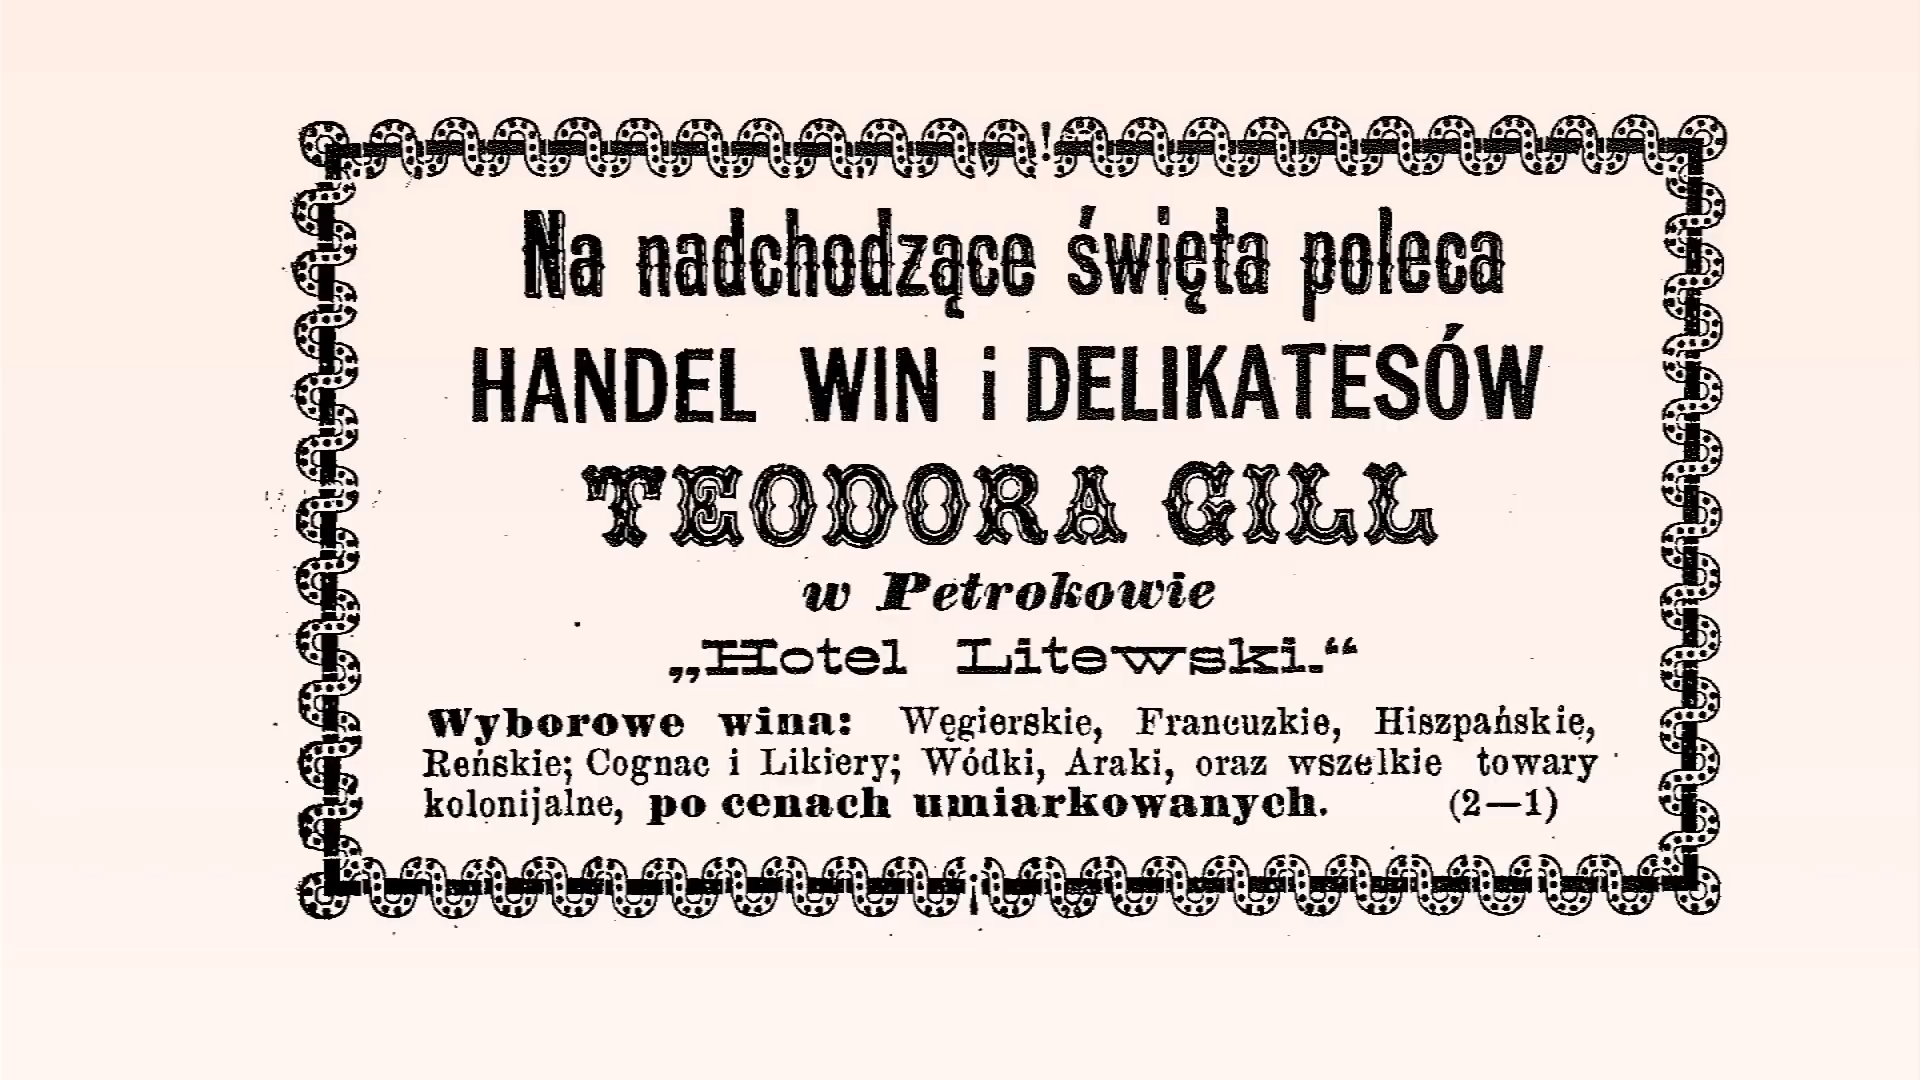 Na nadchodzące święta poleca
HANDEL WIN i DELIKATESÓW
TEODORA GILL
w Petrokowie
„Hotel Litewski.“
Wyborowe wina: Węgierskie, Francuzkie, Hiszpańskie,
Reńskie; Cognac i Likiery; Wódki, Araki, oraz wszelkie towary
kolonijalne, po cenach umiarkowanych. (2—1)